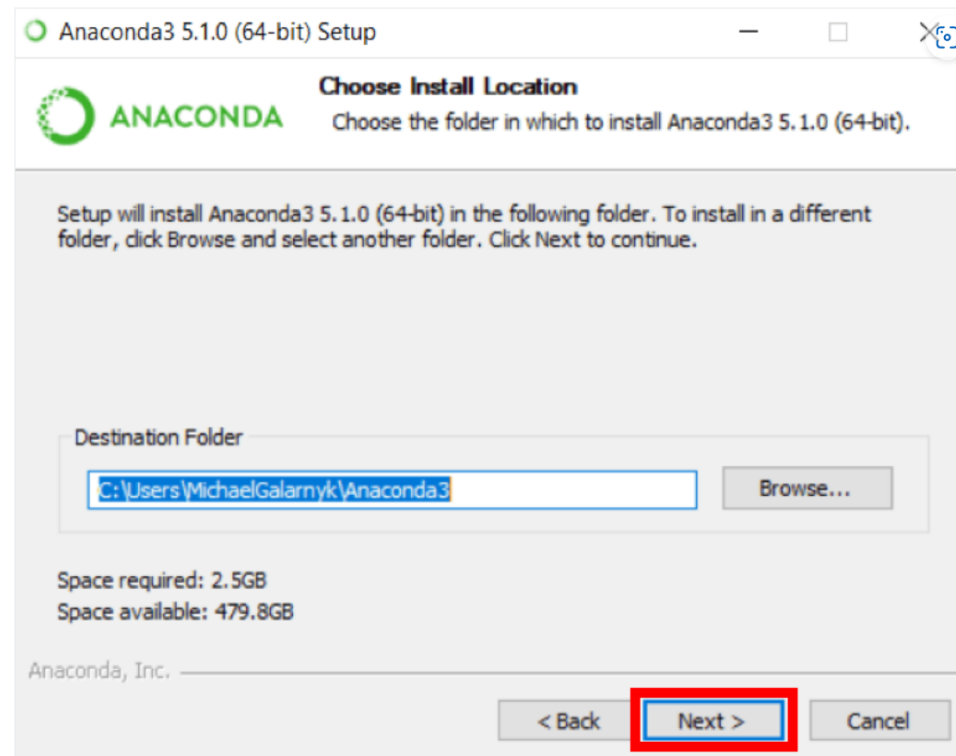 Anaconda3 5.1.0 (64-bit) Setup
ANACONDA
Choose Install Location
Choose the folder in which to install Anaconda3 5.1.0 (64-bit).
Setup will install Anaconda3 5.1.0 (64-bit) in the following folder. To install in a different
folder, click Browse and select another folder. Click Next to continue.
Destination Folder
C:\Users\MichaelGalarnyk\Anaconda3
Browse...
Space required: 2.5GB
Space available: 479.8GB
Anaconda, Inc.
< Back
Next >
Cancel